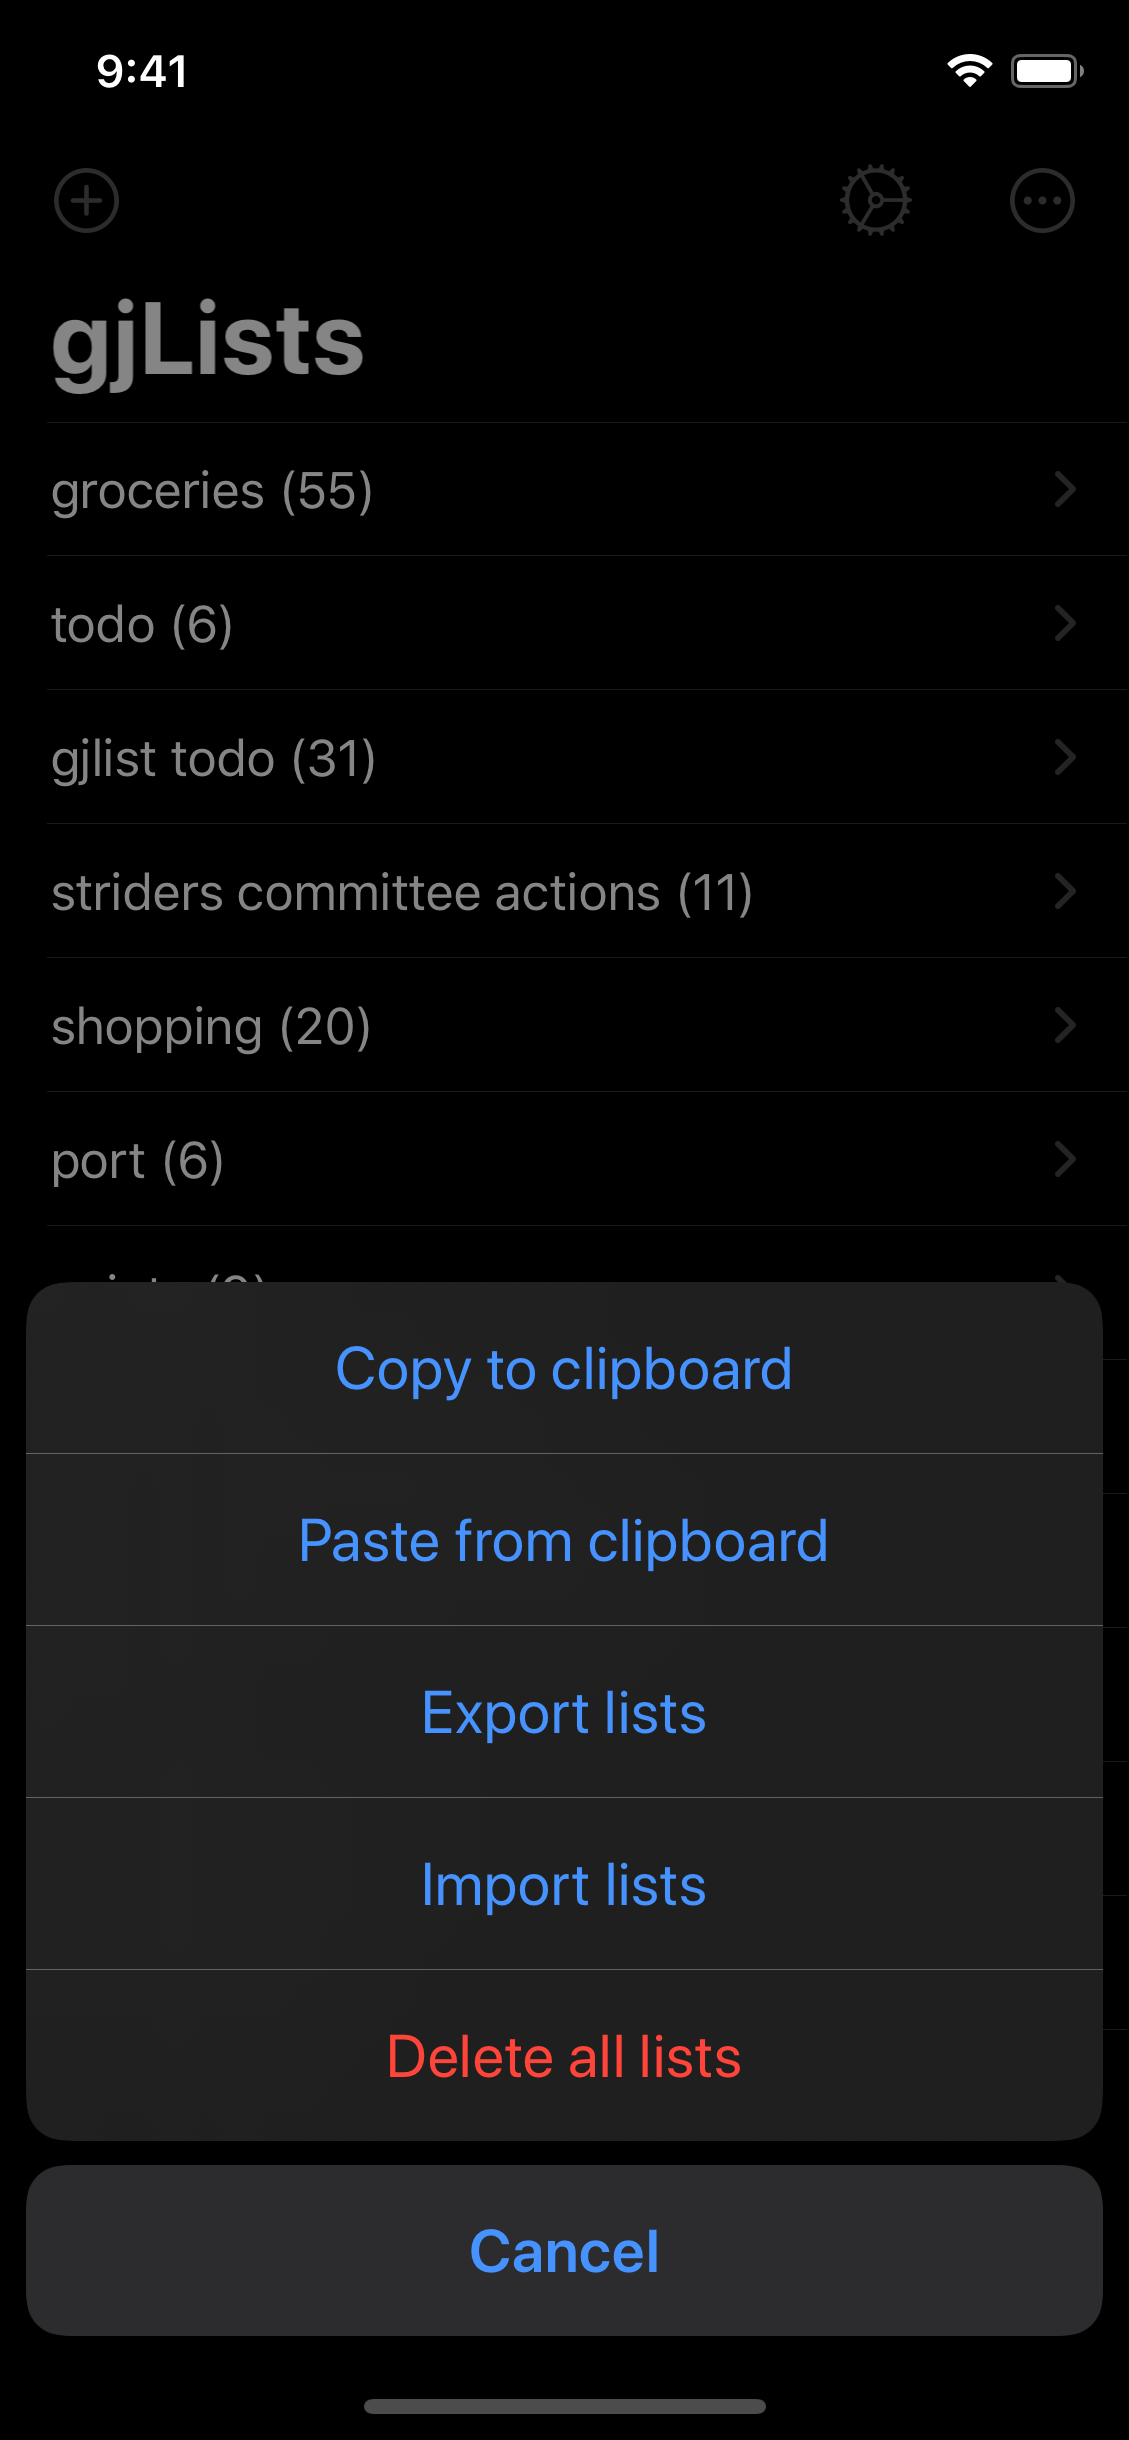 9:41
gjLists
groceries (55)
todo (6)
gjlist todo (31)
striders committee actions (11)
shopping (20)
port (6)
Copy to clipboard
Paste from clipboard
Export lists
Import lists
Delete all lists
Cancel